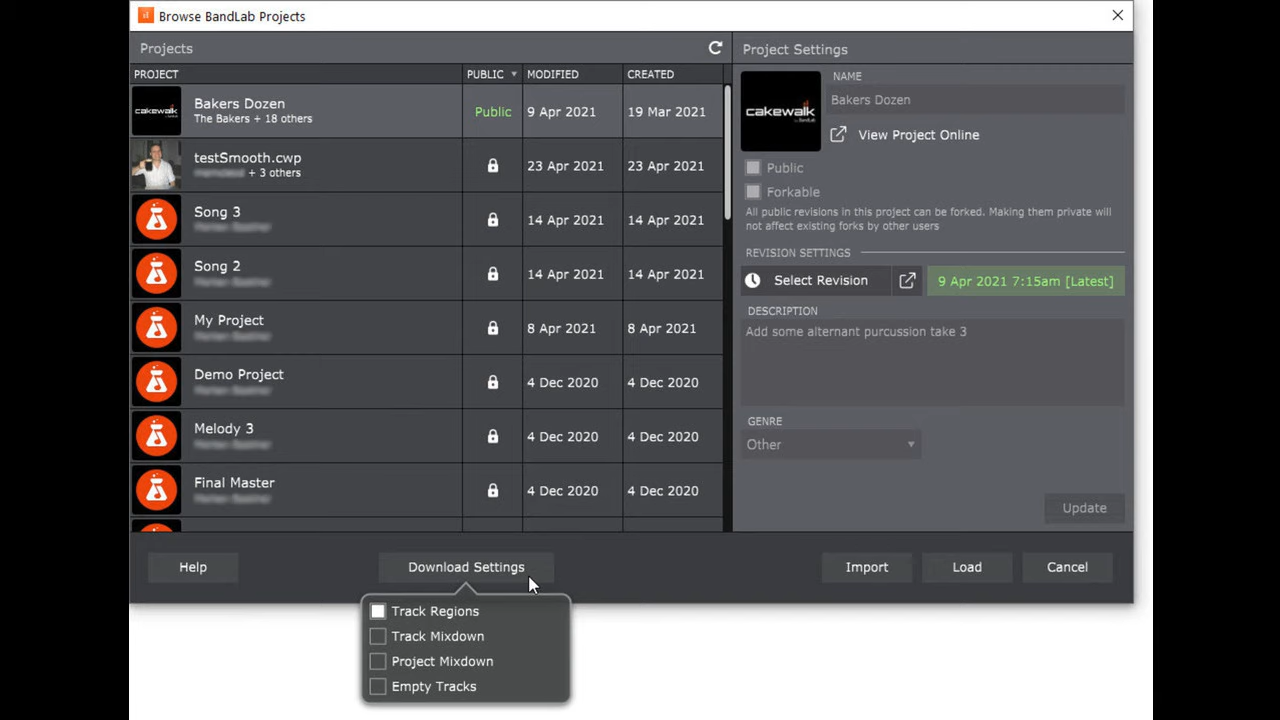 Browse BandLab Projects
Projects
PROJECT
PUBLIC
MODIFIED
CREATED
cakewalk
Bakers Dozen
The Bakers + 18 others
Public
9 Apr 2021
19 Mar 2021
testSmooth.cwp
+ 3 others
23 Apr 2021
23 Apr 2021
Song 3
14 Apr 2021
14 Apr 2021
Song 2
14 Apr 2021
14 Apr 2021
My Project
8 Apr 2021
8 Apr 2021
Demo Project
4 Dec 2020
4 Dec 2020
Melody 3
4 Dec 2020
4 Dec 2020
Final Master
4 Dec 2020
4 Dec 2020
Project Settings
cakewalk
by BandLab
NAME
Bakers Dozen
View Project Online
Public
Forkable
All public revisions in this project can be forked. Making them private will
not affect existing forks by other users
REVISION SETTINGS
Select Revision
9 Apr 2021 7:15am [Latest]
DESCRIPTION
Add some alternant purcussion take 3
GENRE
Other
Update
Help
Download Settings
Import
Load
Cancel
Track Regions
Track Mixdown
Project Mixdown
Empty Tracks